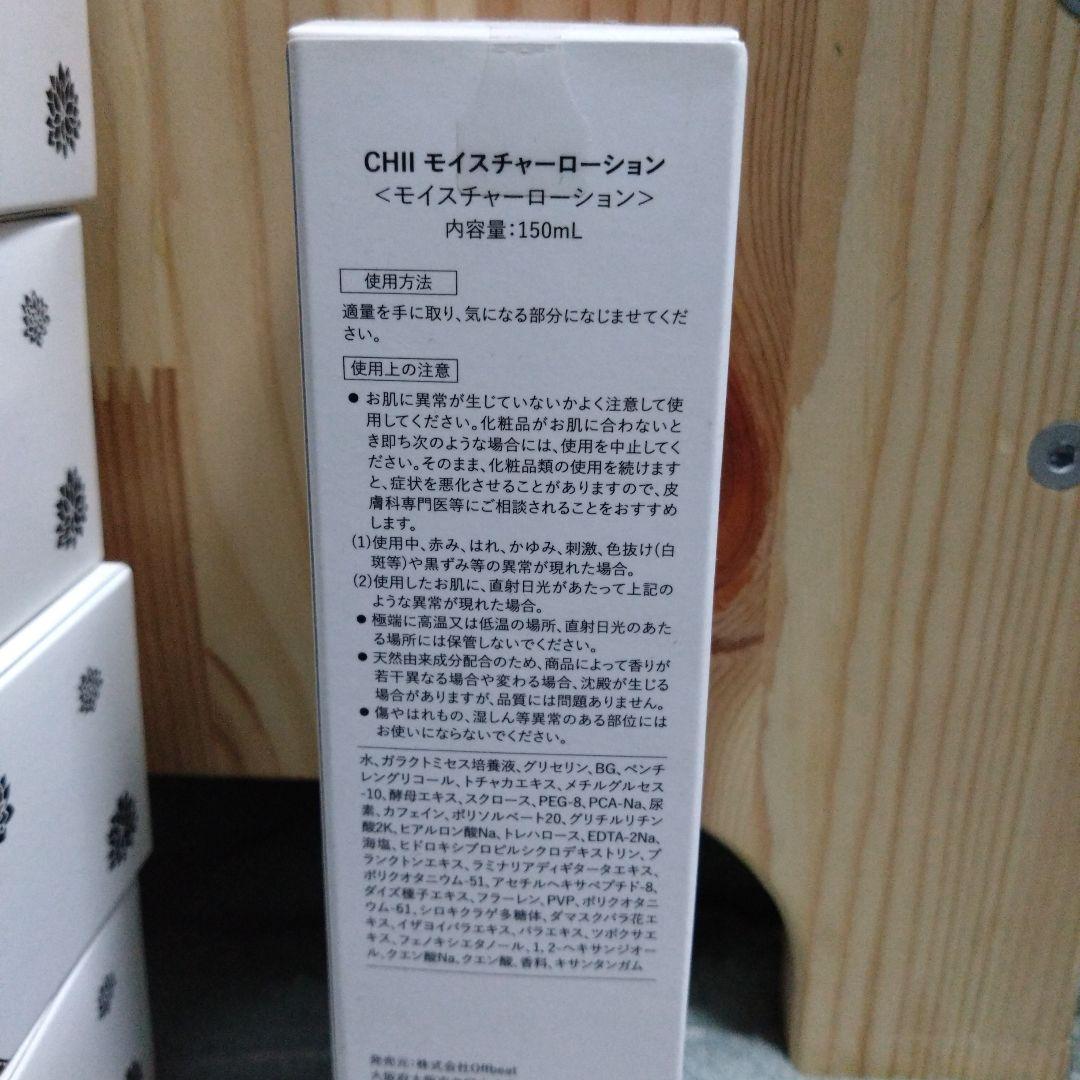 CHII モイスチャーローション
＜モイスチャーローション＞
内容量：150mL
使用方法
適量を手に取り、気になる部分になじませてくだ
さい。
使用上の注意
● お肌に異常が生じていないかよく注意して使
用してください。化粧品がお肌に合わないと
き即ち次のような場合には、使用を中止してく
ださい。そのまま、化粧品類の使用を続けます
と、症状を悪化させることがありますので、皮
膚科専門医等にご相談されることをおすすめ
します。
(1)使用中、赤み、はれ、かゆみ、刺激、色抜け(白
斑等)や黒ずみ等の異常が現れた場合。
(2)使用したお肌に、直射日光があたって上記の
ような異常が現れた場合。
● 極端に高温又は低温の場所、直射日光のあた
る場所には保管しないでください。
● 天然由来成分配合のため、商品によって香りが
若干異なる場合や変わる場合、沈殿が生じる
場合がありますが、品質には問題ありません。
● 傷やはれもの、湿しん等異常のある部位には
お使いにならないでください。
水、ガラクトミセス培養液、グリセリン、BG、ペンチ
レングリコール、トチャカエキス、メチルグルセス
-10、酵母エキス、スクロース、PEG-8、PCA-Na、尿
素、カフェイン、ポリソルベート20、グリチルリチン
酸2K、ヒアルロン酸Na、トレハロース、EDTA-2Na、
海塩、ヒドロキシプロピルシクロデキストリン、プ
ランクトンエキス、ラミナリアディギタータエキス、
ポリクオタニウム-51、アセチルヘキサペプチド-8、
ダイズ種子エキス、フラーレン、PVP、ポリクオタニ
ウム-61、シロキクラゲ多糖体、ダマスクバラ花エ
キス、イザヨイバラエキス、バラエキス、ツボクサエ
キス、フェノキシエタノール、1，2-ヘキサンジオー
ル、クエン酸Na、クエン酸、香料、キサンタンガム
発売元：株式会社Offbeat